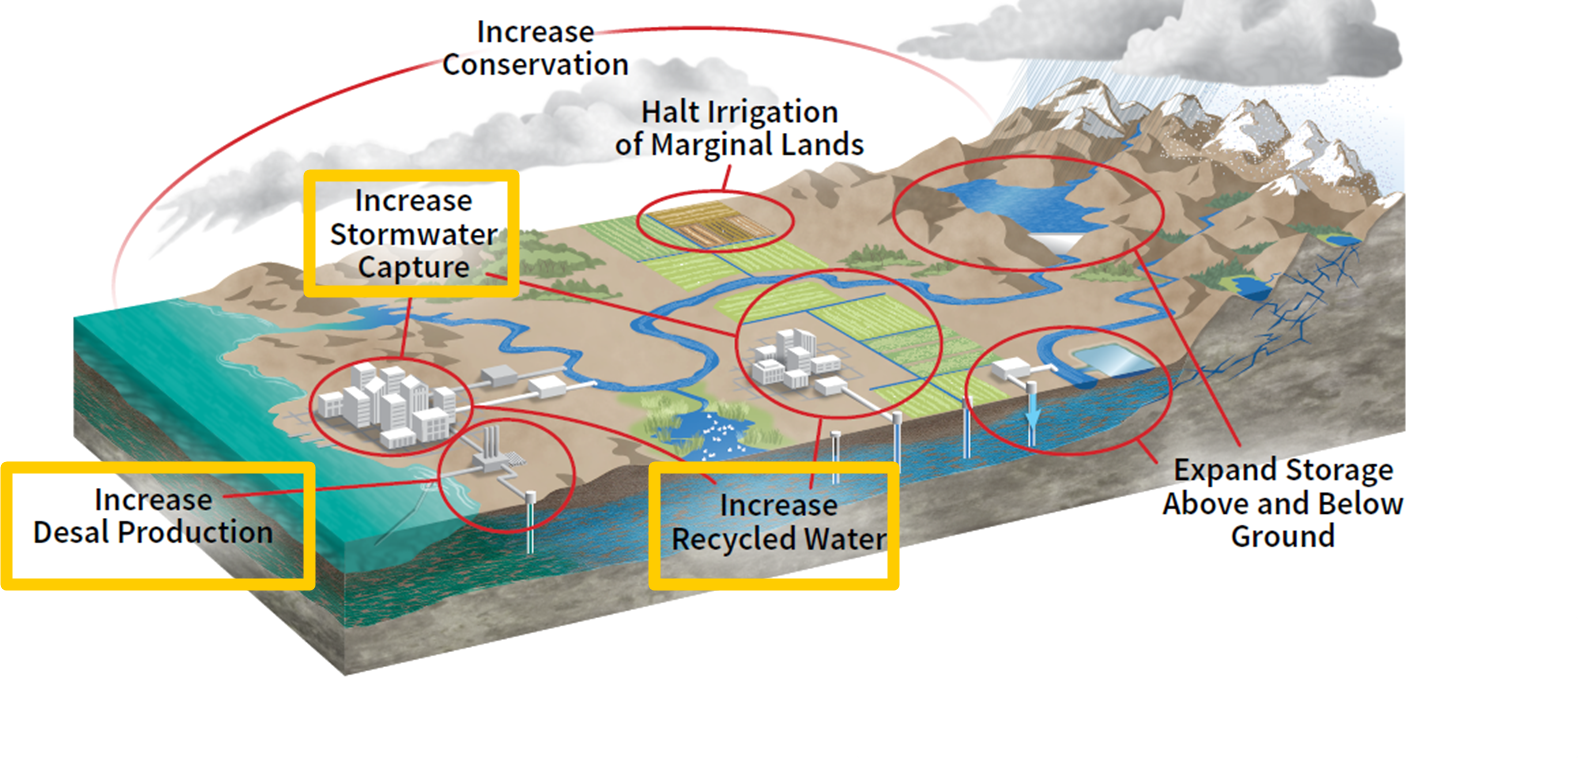 Increase
Conservation
Halt Irrigation
of Marginal Lands
Increase
Stormwater
Capture
Increase
Desal Production
Increase
Recycled Water
Expand Storage
Above and Below
Ground